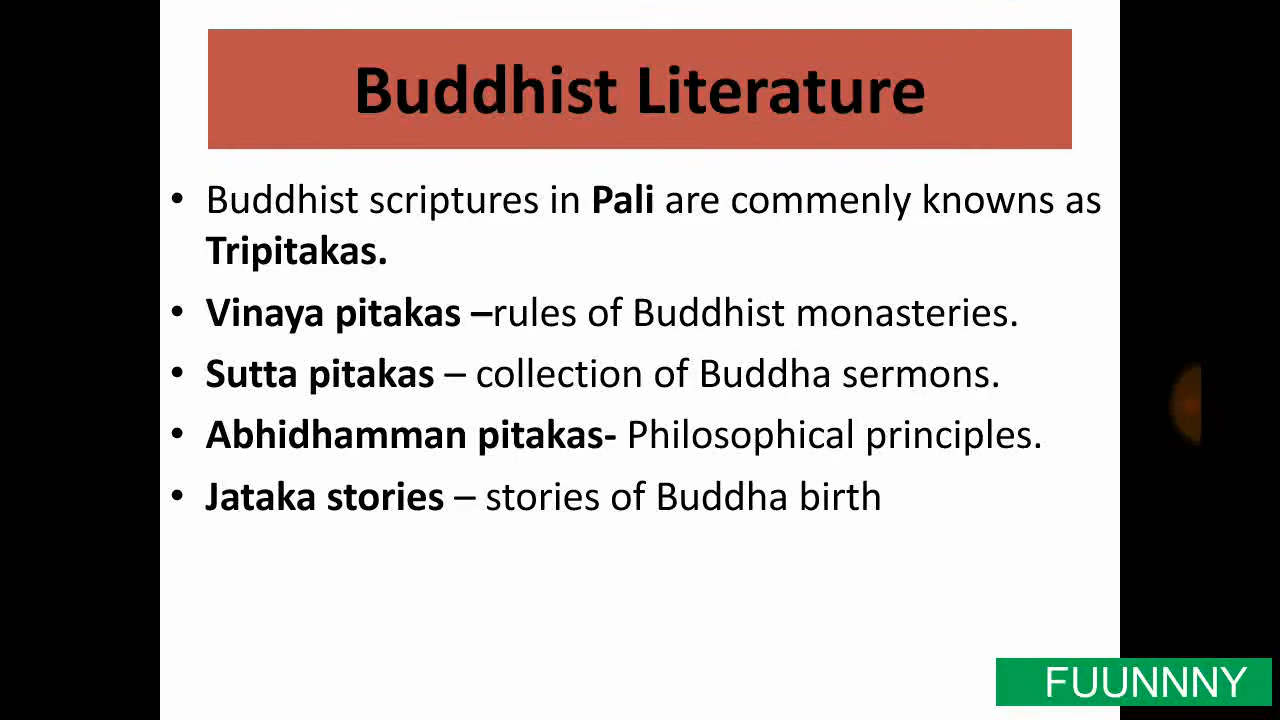 Buddhist Literature
• Buddhist scriptures in Pali are commenly knowns as
Tripitakas.
• Vinaya pitakas –rules of Buddhist monasteries.
• Sutta pitakas – collection of Buddha sermons.
• Abhidhamman pitakas- Philosophical principles.
• Jataka stories – stories of Buddha birth
FUUNNNY